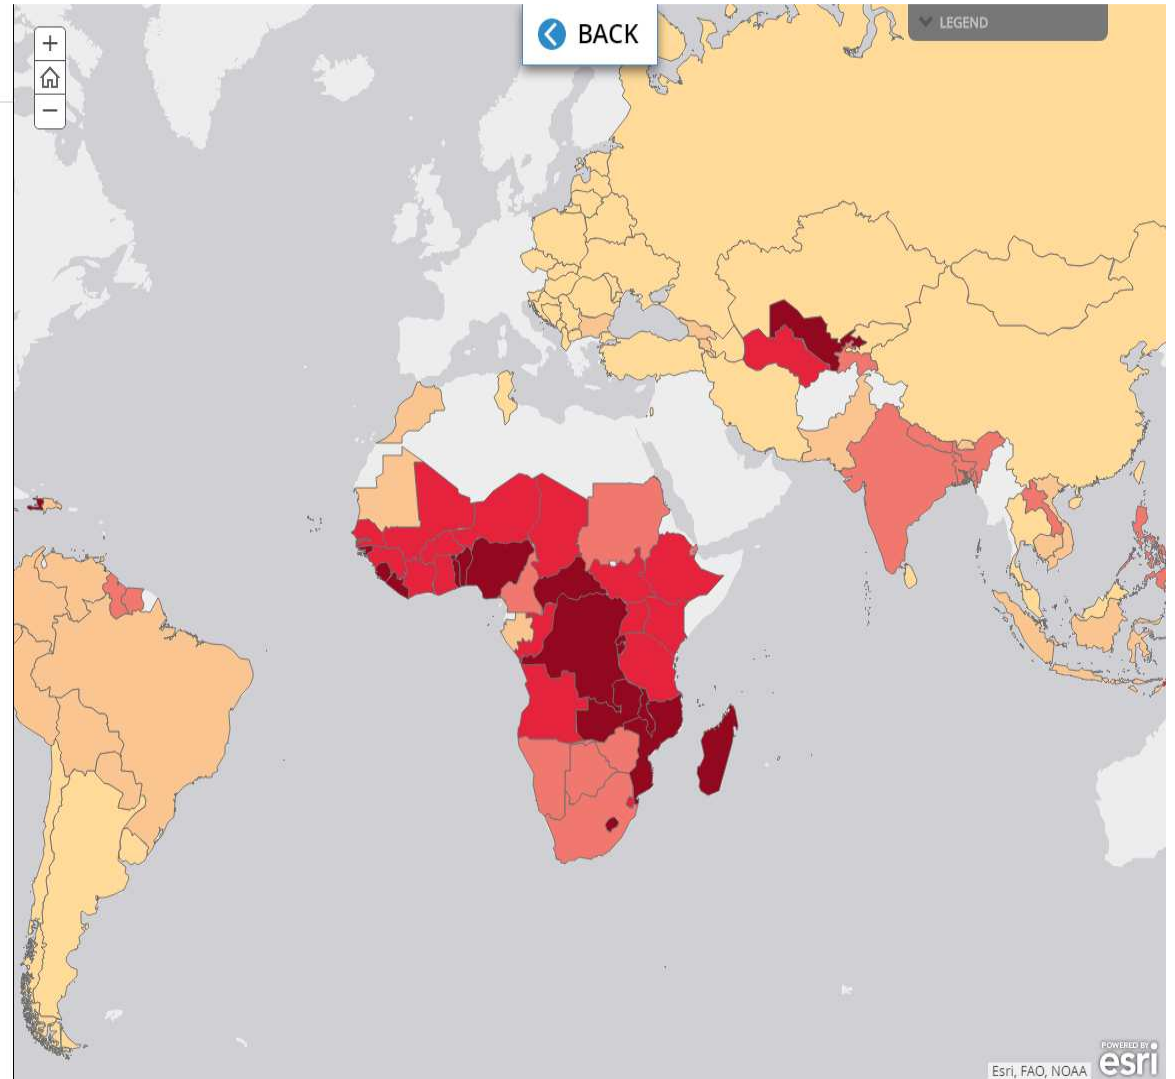 BACK
LEGEND
+
−
POWERED BY
esri
Esri, FAO, NOAA